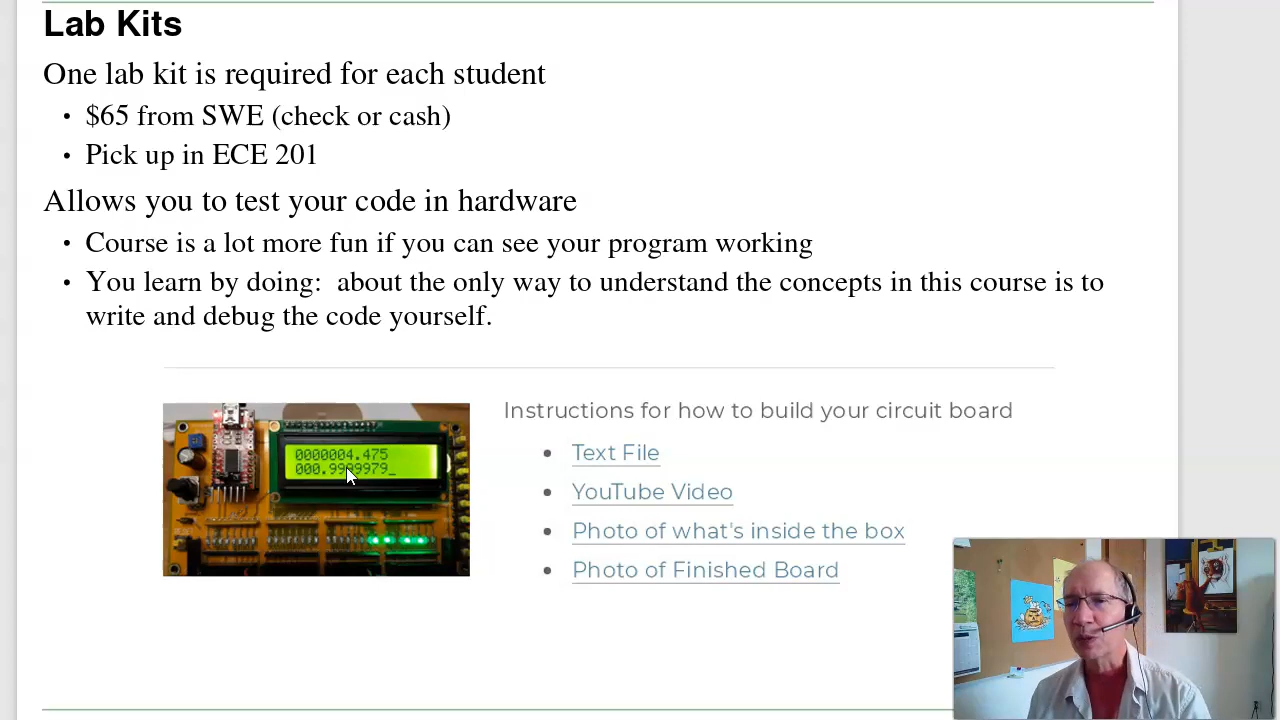 Lab Kits
One lab kit is required for each student
• $65 from SWE (check or cash)
• Pick up in ECE 201
Allows you to test your code in hardware
• Course is a lot more fun if you can see your program working
• You learn by doing: about the only way to understand the concepts in this course is to
write and debug the code yourself.
0000004.475
000.9999979_
Instructions for how to build your circuit board
• Text File
• YouTube Video
• Photo of what's inside the box
• Photo of Finished Board